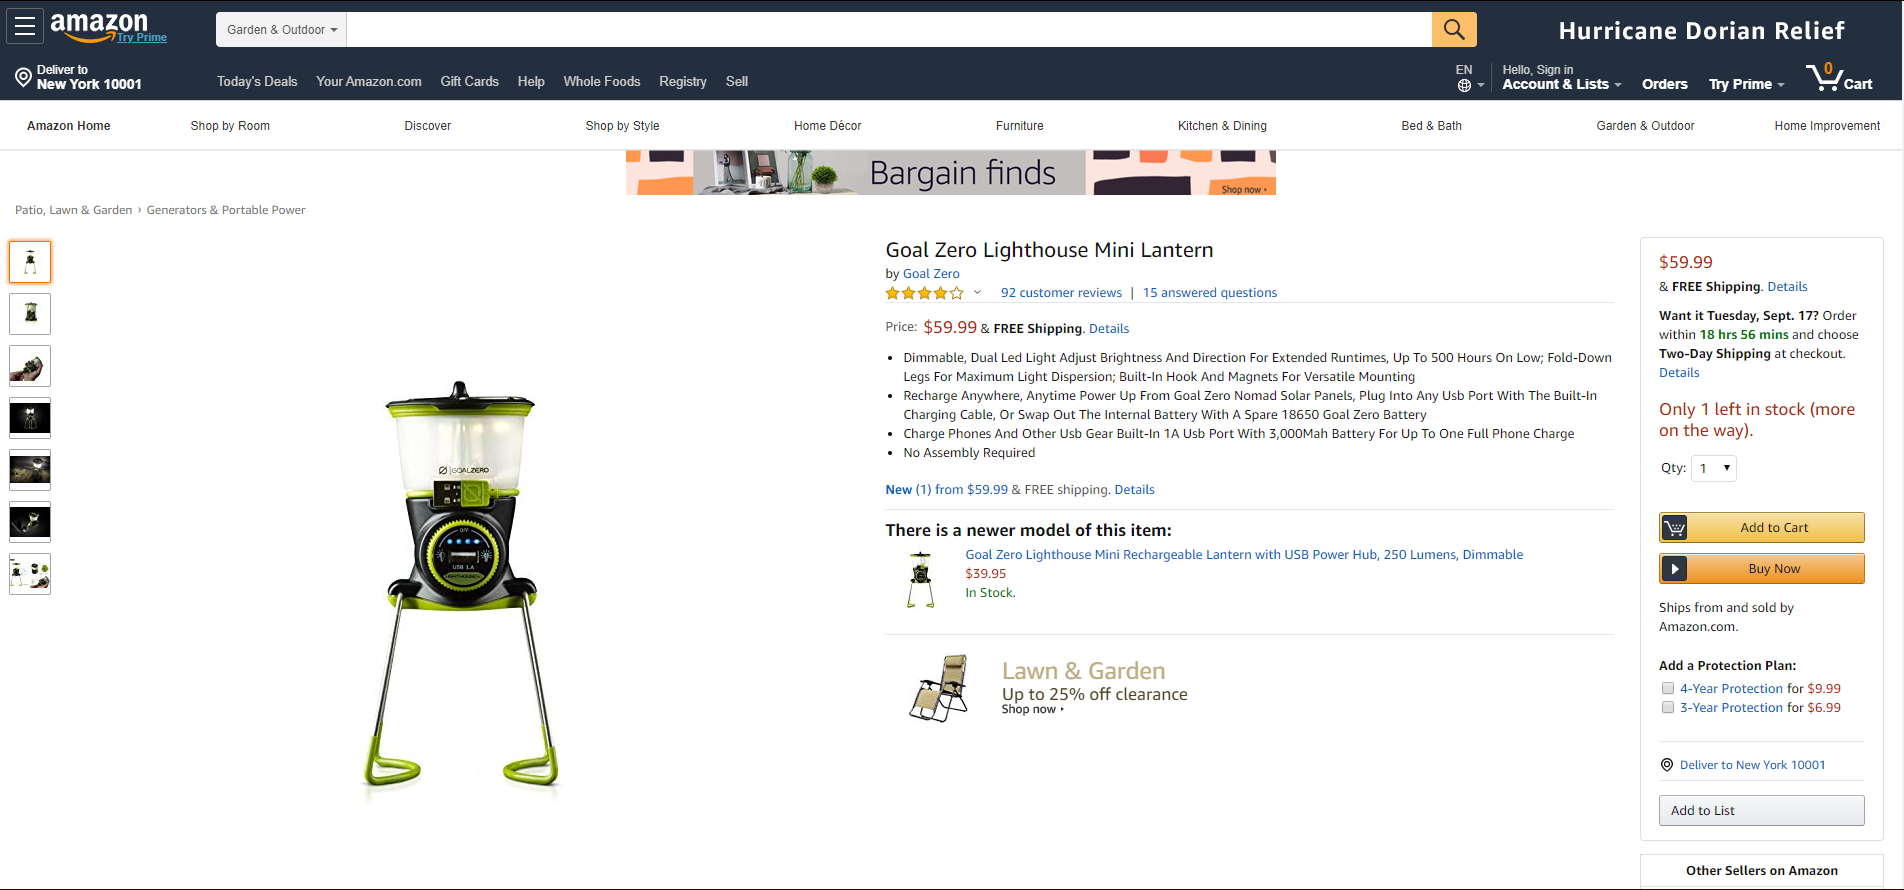 amazon
Try Prime
Garden & Outdoor
Hurricane Dorian Relief
Deliver to
New York 10001
Today's Deals Your Amazon.com Gift Cards Help Whole Foods Registry Sell
EN
Hello, Sign in
Account & Lists
Orders
Try Prime
0
Cart
Amazon Home Shop by Room Discover Shop by Style Home Décor Furniture Kitchen & Dining Bed & Bath Garden & Outdoor Home Improvement
Bargain finds
Shop now ›
Patio, Lawn & Garden › Generators & Portable Power
GOALZERO
OFF
USB 1.A
LIGHTHOUSE
Goal Zero Lighthouse Mini Lantern
by Goal Zero
92 customer reviews | 15 answered questions
Price: $59.99 & FREE Shipping. Details
• Dimmable, Dual Led Light Adjust Brightness And Direction For Extended Runtimes, Up To 500 Hours On Low; Fold-Down
Legs For Maximum Light Dispersion; Built-In Hook And Magnets For Versatile Mounting
• Recharge Anywhere, Anytime Power Up From Goal Zero Nomad Solar Panels, Plug Into Any Usb Port With The Built-In
Charging Cable, Or Swap Out The Internal Battery With A Spare 18650 Goal Zero Battery
• Charge Phones And Other Usb Gear Built-In 1A Usb Port With 3,000Mah Battery For Up To One Full Phone Charge
• No Assembly Required
New (1) from $59.99 & FREE shipping. Details
There is a newer model of this item:
Goal Zero Lighthouse Mini Rechargeable Lantern with USB Power Hub, 250 Lumens, Dimmable
$39.95
In Stock.
Lawn & Garden
Up to 25% off clearance
Shop now ›
$59.99
& FREE Shipping. Details
Want it Tuesday, Sept. 17? Order
within 18 hrs 56 mins and choose
Two-Day Shipping at checkout.
Details
Only 1 left in stock (more
on the way).
Qty: 1
Add to Cart
Buy Now
Ships from and sold by
Amazon.com.
Add a Protection Plan:
4-Year Protection for $9.99
3-Year Protection for $6.99
Deliver to New York 10001
Add to List
Other Sellers on Amazon